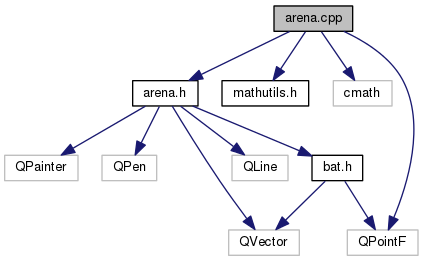 arena.cpp
arena.h
mathutils.h
cmath
QPainter
QPen
QLine
bat.h
QVector
QPointF